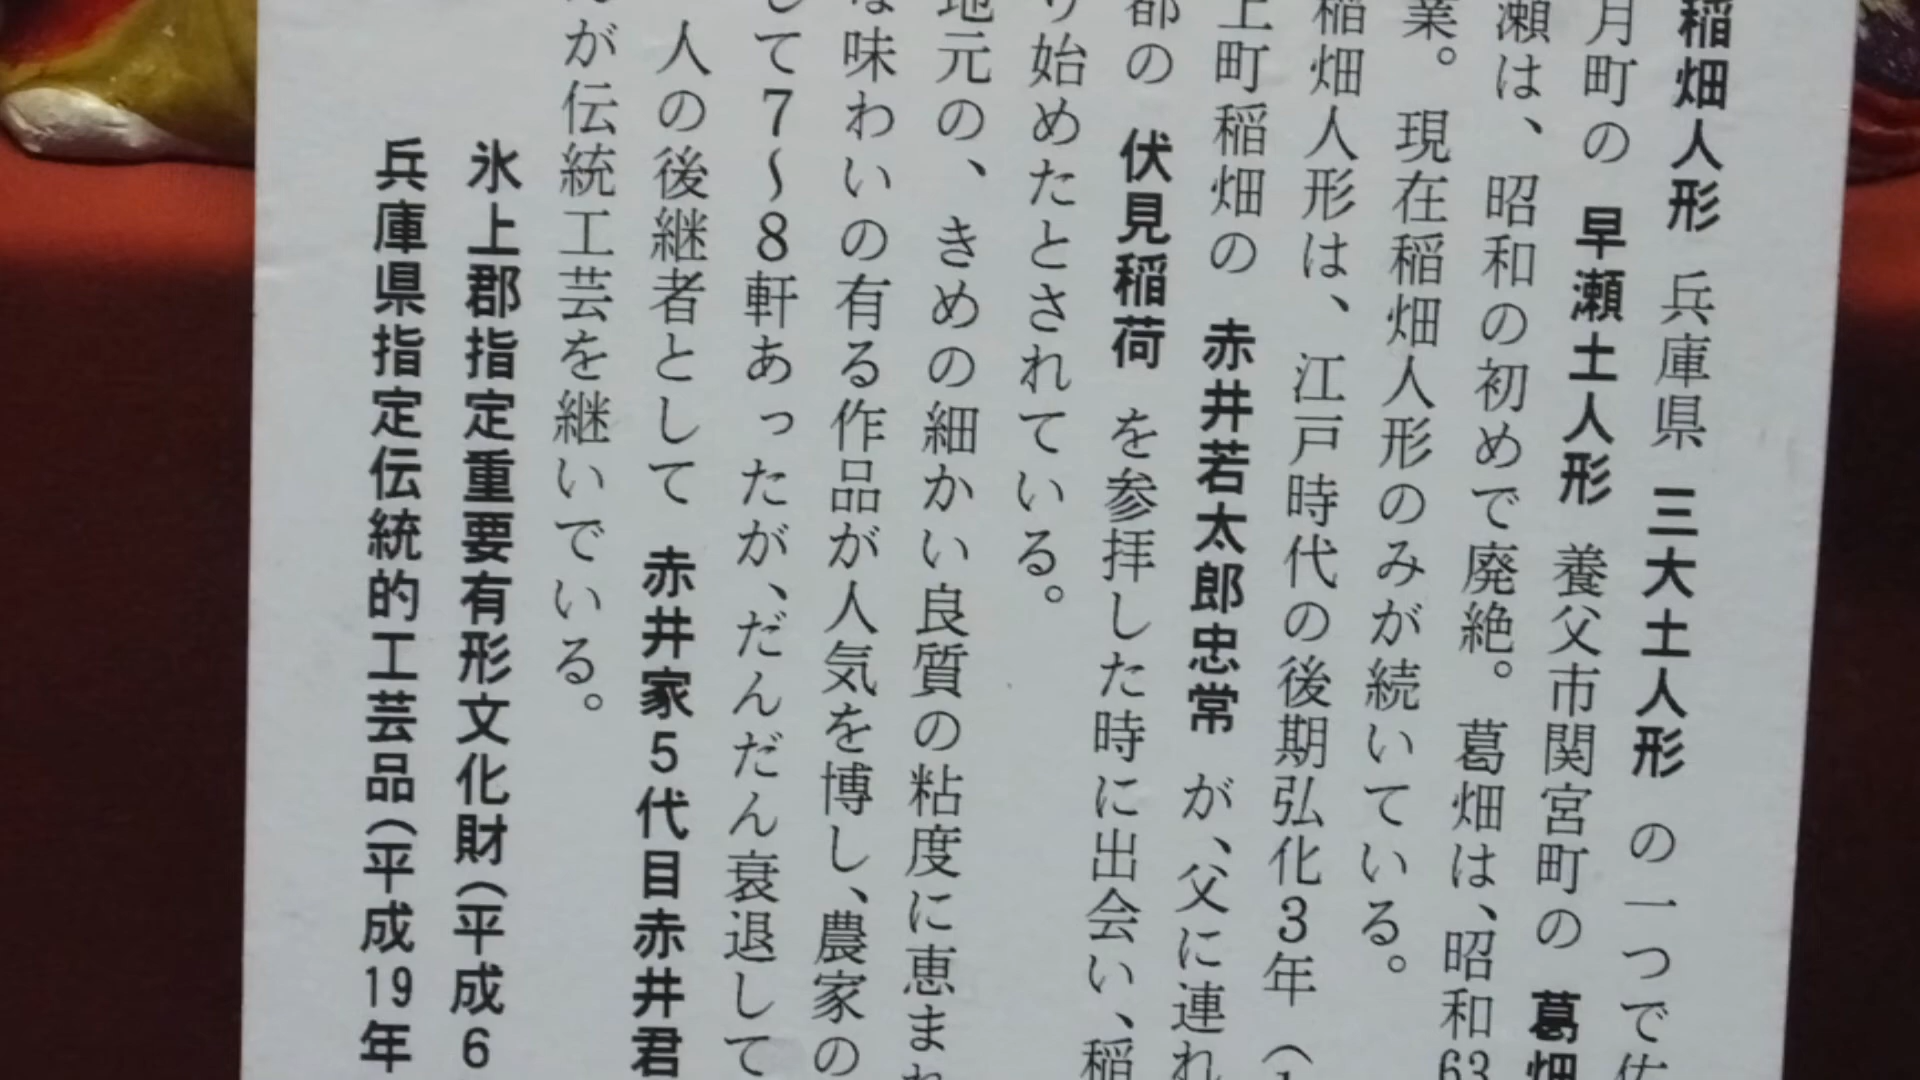 稲畑人形 兵庫県 三大土人形 の一つで佐
月町の 早瀬土人形 養父市関宮町の 葛畑
瀬は、昭和の初めで廃絶。葛畑は、昭和63
業。現在稲畑人形のみが続いている。
稲畑人形は、江戸時代の後期弘化3年(1
上町稲畑の 赤井若太郎忠常 が、父に連れ
都の 伏見稲荷 を参拝した時に出会い、稲
り始めたとされている。
地元の、きめの細かい良質の粘度に恵まれ
な味わいの有る作品が人気を博し、農家の
して7〜8軒あったが、だんだん衰退して
人の後継者として 赤井家5代目赤井君
が伝統工芸を継いでいる。
氷上郡指定重要有形文化財(平成6
兵庫県指定伝統的工芸品(平成19年